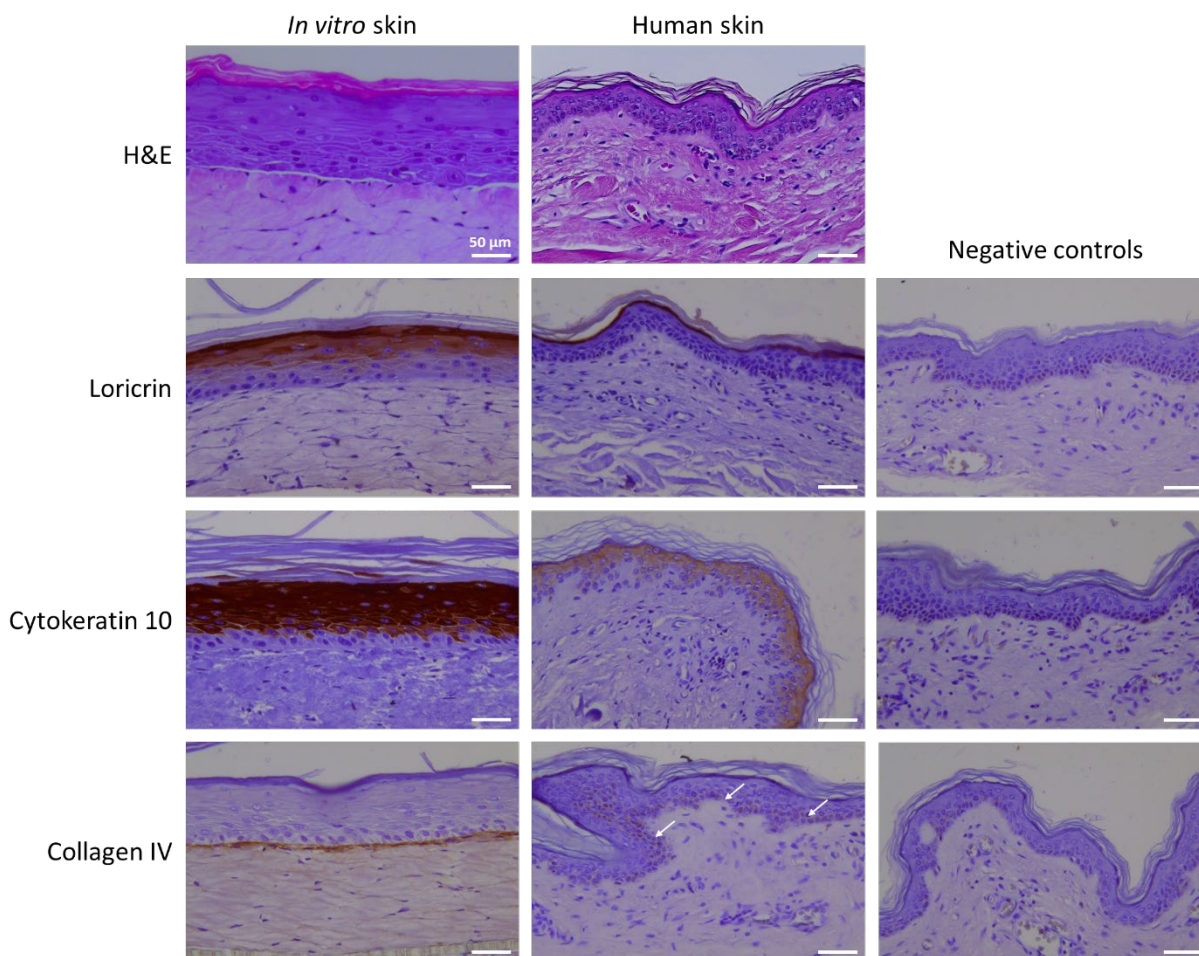 In vitro skin
Human skin
H&E
50 µm
Negative controls
Loricrin
Cytokeratin 10
Collagen IV